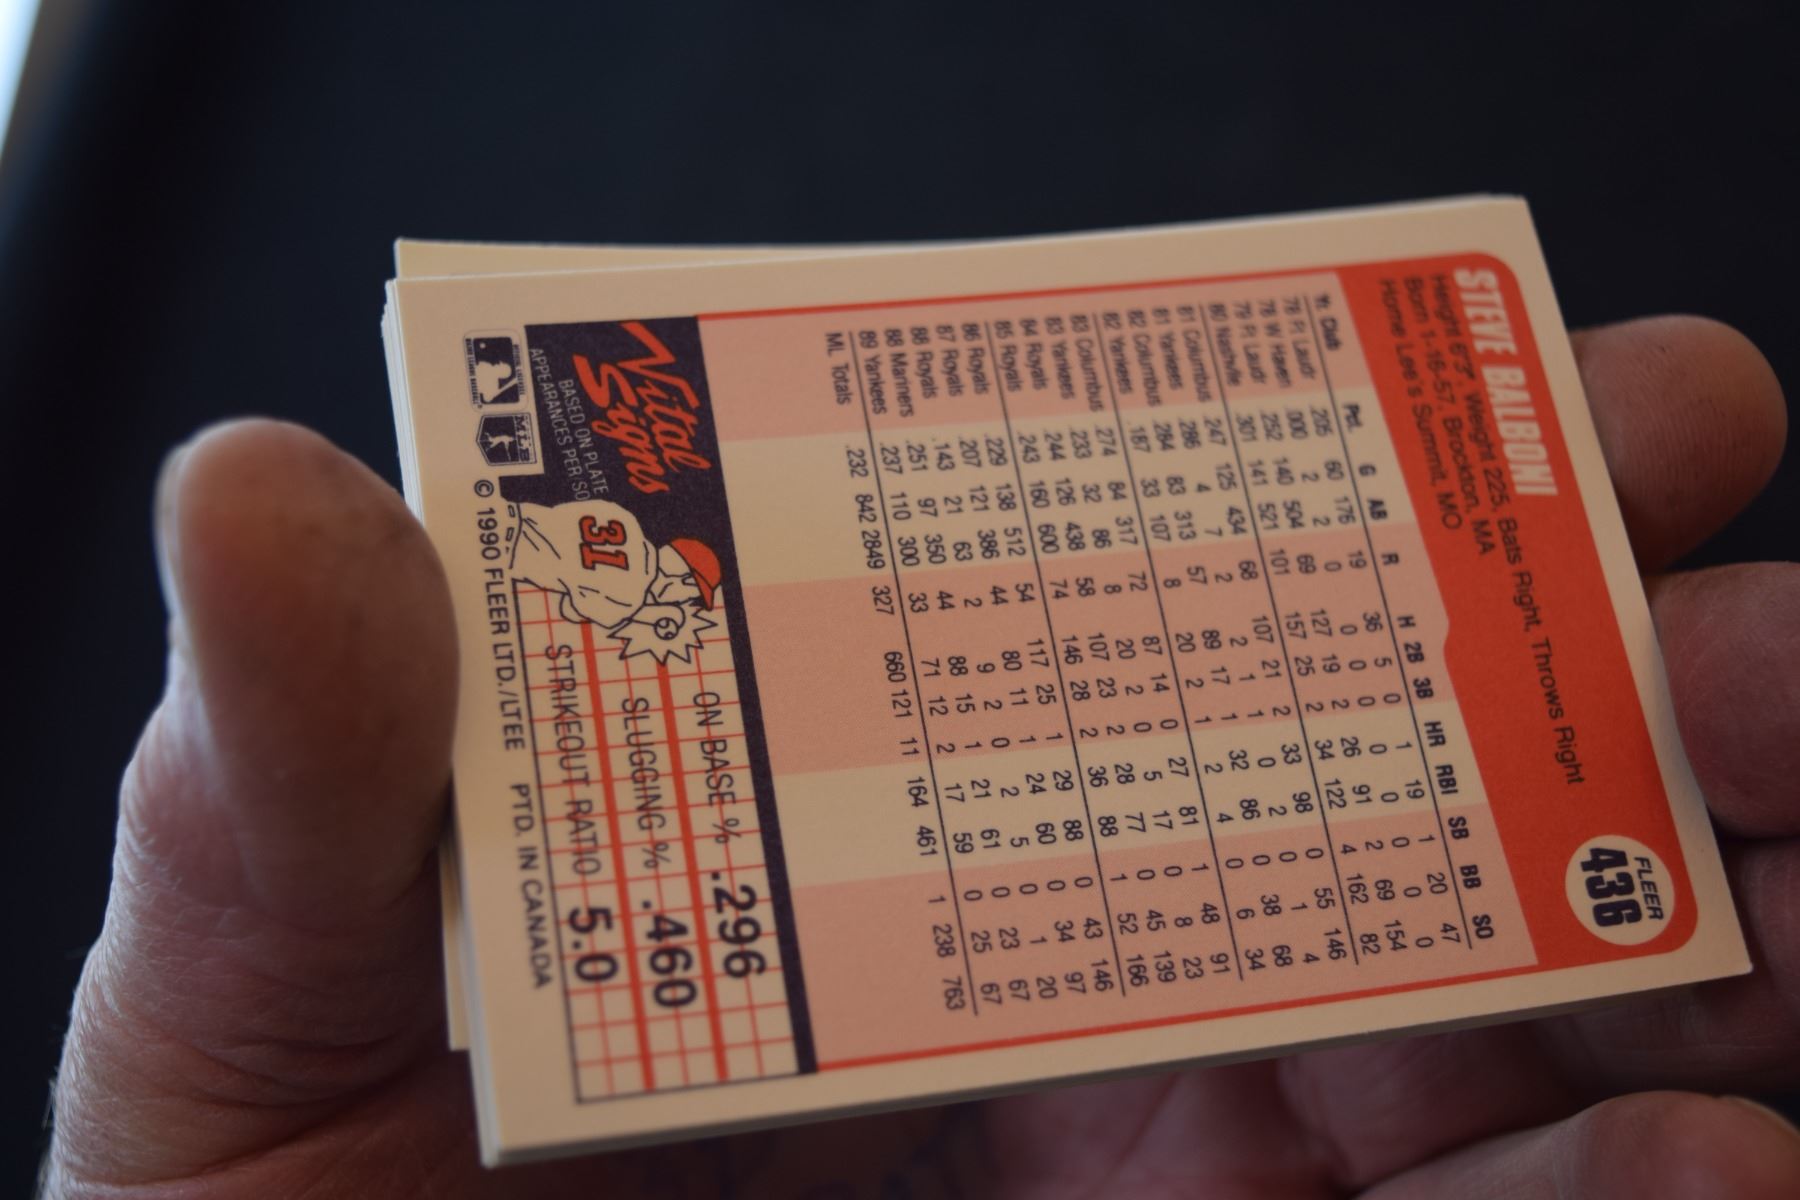 STEVE BALBONI
Height 6'3", Weight 225, Bats Right, Throws Right
Born 1-16-57, Brockton, MA
Home Lee's Summit, MO
FLEER
436
Yr. Club Pct. G AB R H 2B 3B HR RBI SB BB SO
78 Ft Laudr .205 60 176 19 36 5 0 1 19 1 20 47
78 W Haven .000 2 2 0 0 0 0 0 0 0 0 0
79 Ft Laudr .252 140 504 69 127 19 2 26 91 2 69 154
80 Nashville .301 141 521 101 157 25 2 34 122 4 162 82
81 Columbus .247 125 434 68 107 21 2 33 98 0 55 146
81 Yankees .286 4 7 2 2 1 1 0 2 0 1 4
82 Columbus .284 83 313 57 89 17 1 32 86 0 38 68
82 Yankees .187 33 107 8 20 2 1 2 4 0 6 34
83 Columbus .274 84 317 72 87 14 0 27 81 1 48 91
83 Yankees .233 32 86 8 20 2 0 5 17 0 8 23
84 Royals .244 126 438 58 107 23 2 28 77 0 45 139
85 Royals .243 160 600 74 146 28 2 36 88 1 52 166
86 Royals .229 138 512 54 117 25 1 29 88 0 43 146
87 Royals .207 121 386 44 80 11 1 24 60 0 34 97
88 Royals .143 21 63 2 9 2 0 2 5 0 1 20
88 Mariners .251 97 350 44 88 15 1 21 61 0 23 67
89 Yankees .237 110 300 33 71 12 2 17 59 0 25 67
ML Totals .232 842 2849 327 660 121 11 164 461 1 238 763
Vital
Signs
BASED ON PLATE
APPEARANCES PER SO
31
ON BASE % .296
SLUGGING % .460
STRIKEOUT RATIO 5.0
© 1990 FLEER LTD./LTEE PTD. IN CANADA